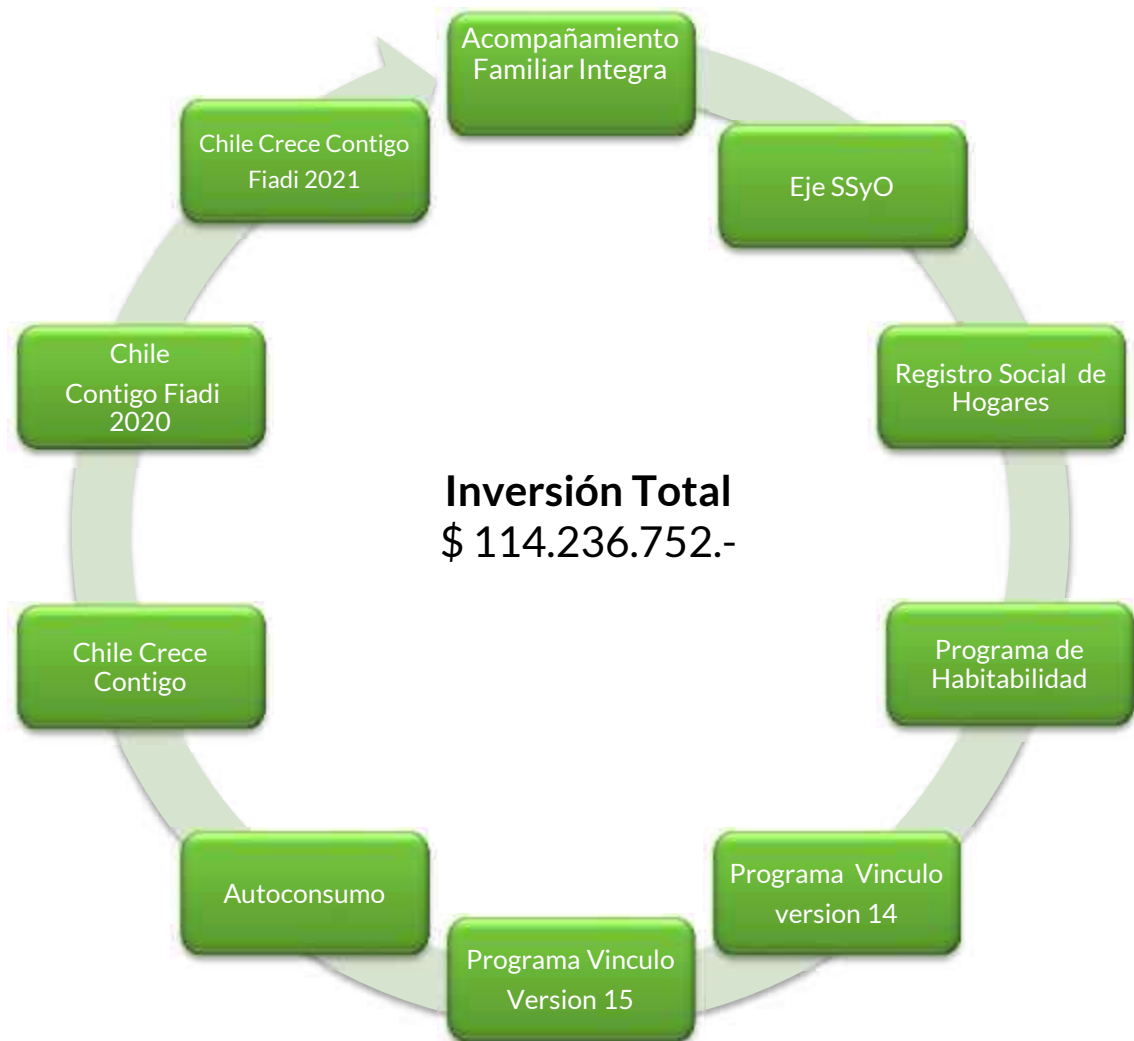 Acompañamiento
Familiar Integra
Eje SSyO
Registro Social de
Hogares
Programa de
Habitabilidad
Programa Vinculo
version 14
Programa Vinculo
Version 15
Autoconsumo
Chile Crece
Contigo
Chile
Contigo Fiadi
2020
Chile Crece Contigo
Fiadi 2021
Inversión Total
$ 114.236.752.-